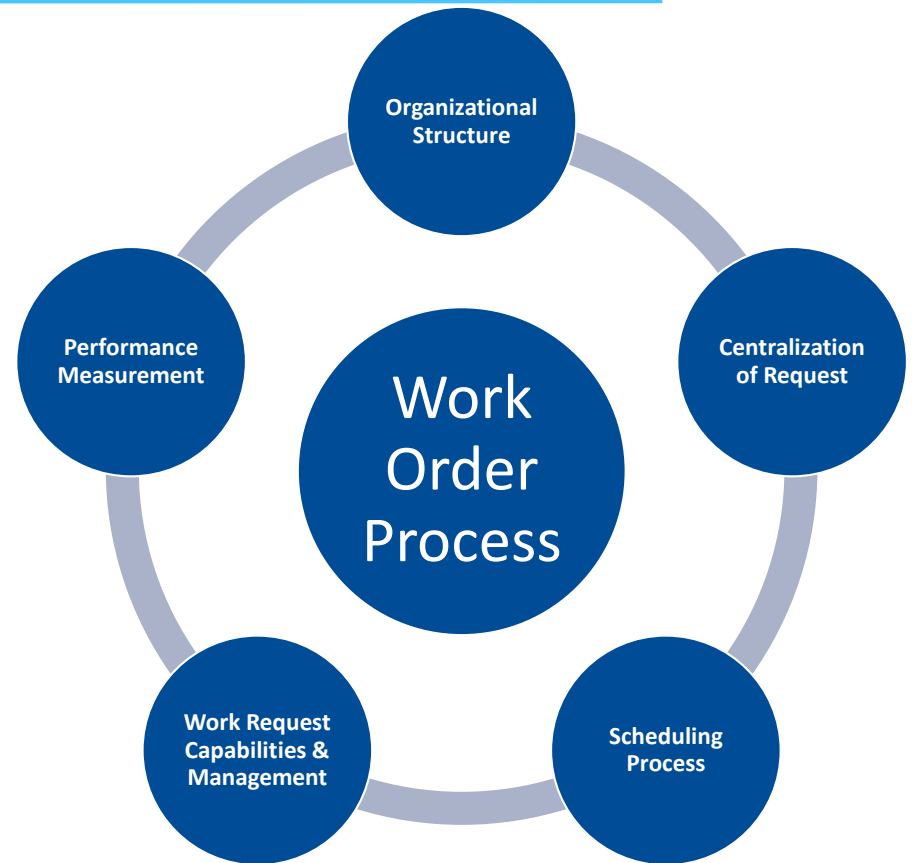 Organizational
Structure
Centralization
of Request
Scheduling
Process
Work Request
Capabilities &
Management
Performance
Measurement
Work
Order
Process